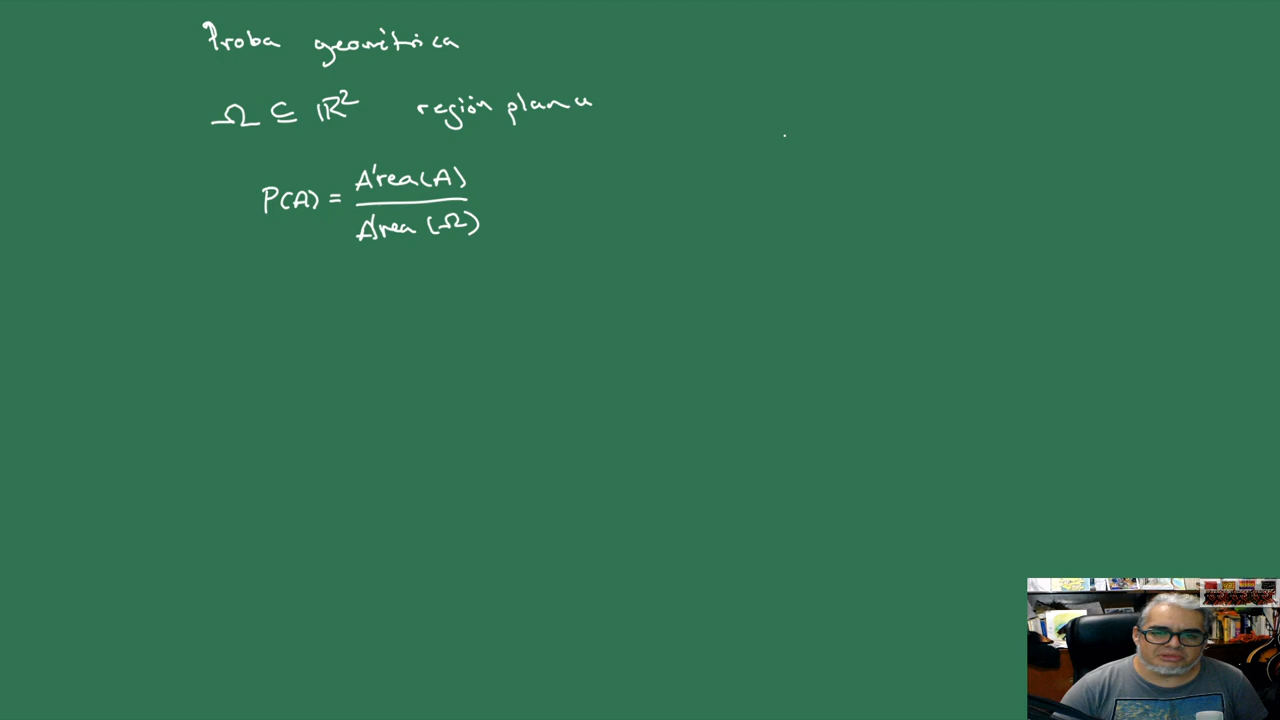 Proba geométrica
Ω ⊆ ℝ² región plana
P(A) = Área(A) / Área(Ω)